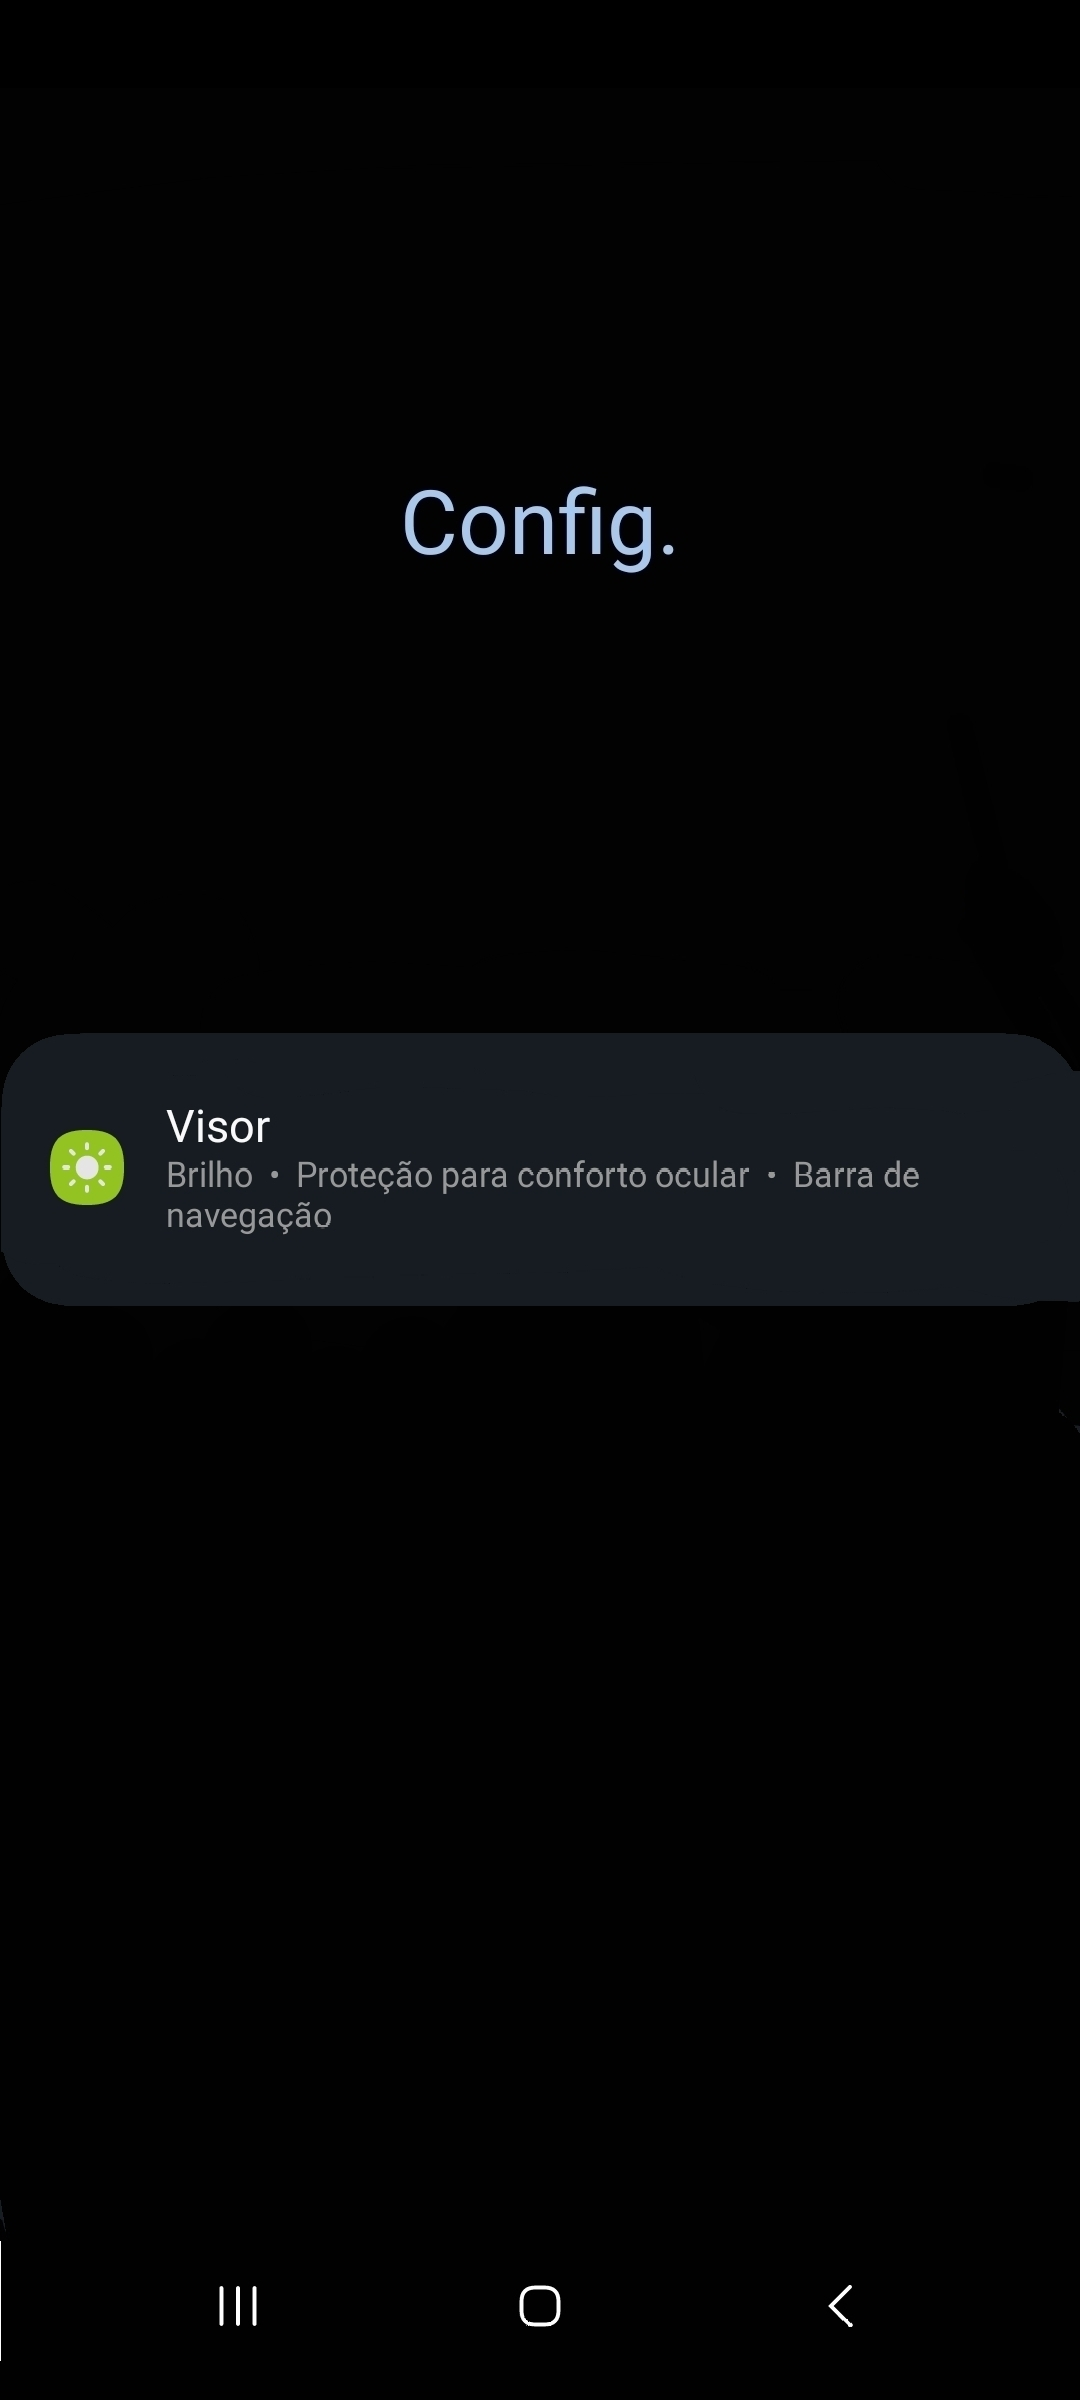 Config.
Visor
Brilho • Proteção para conforto ocular • Barra de
navegação